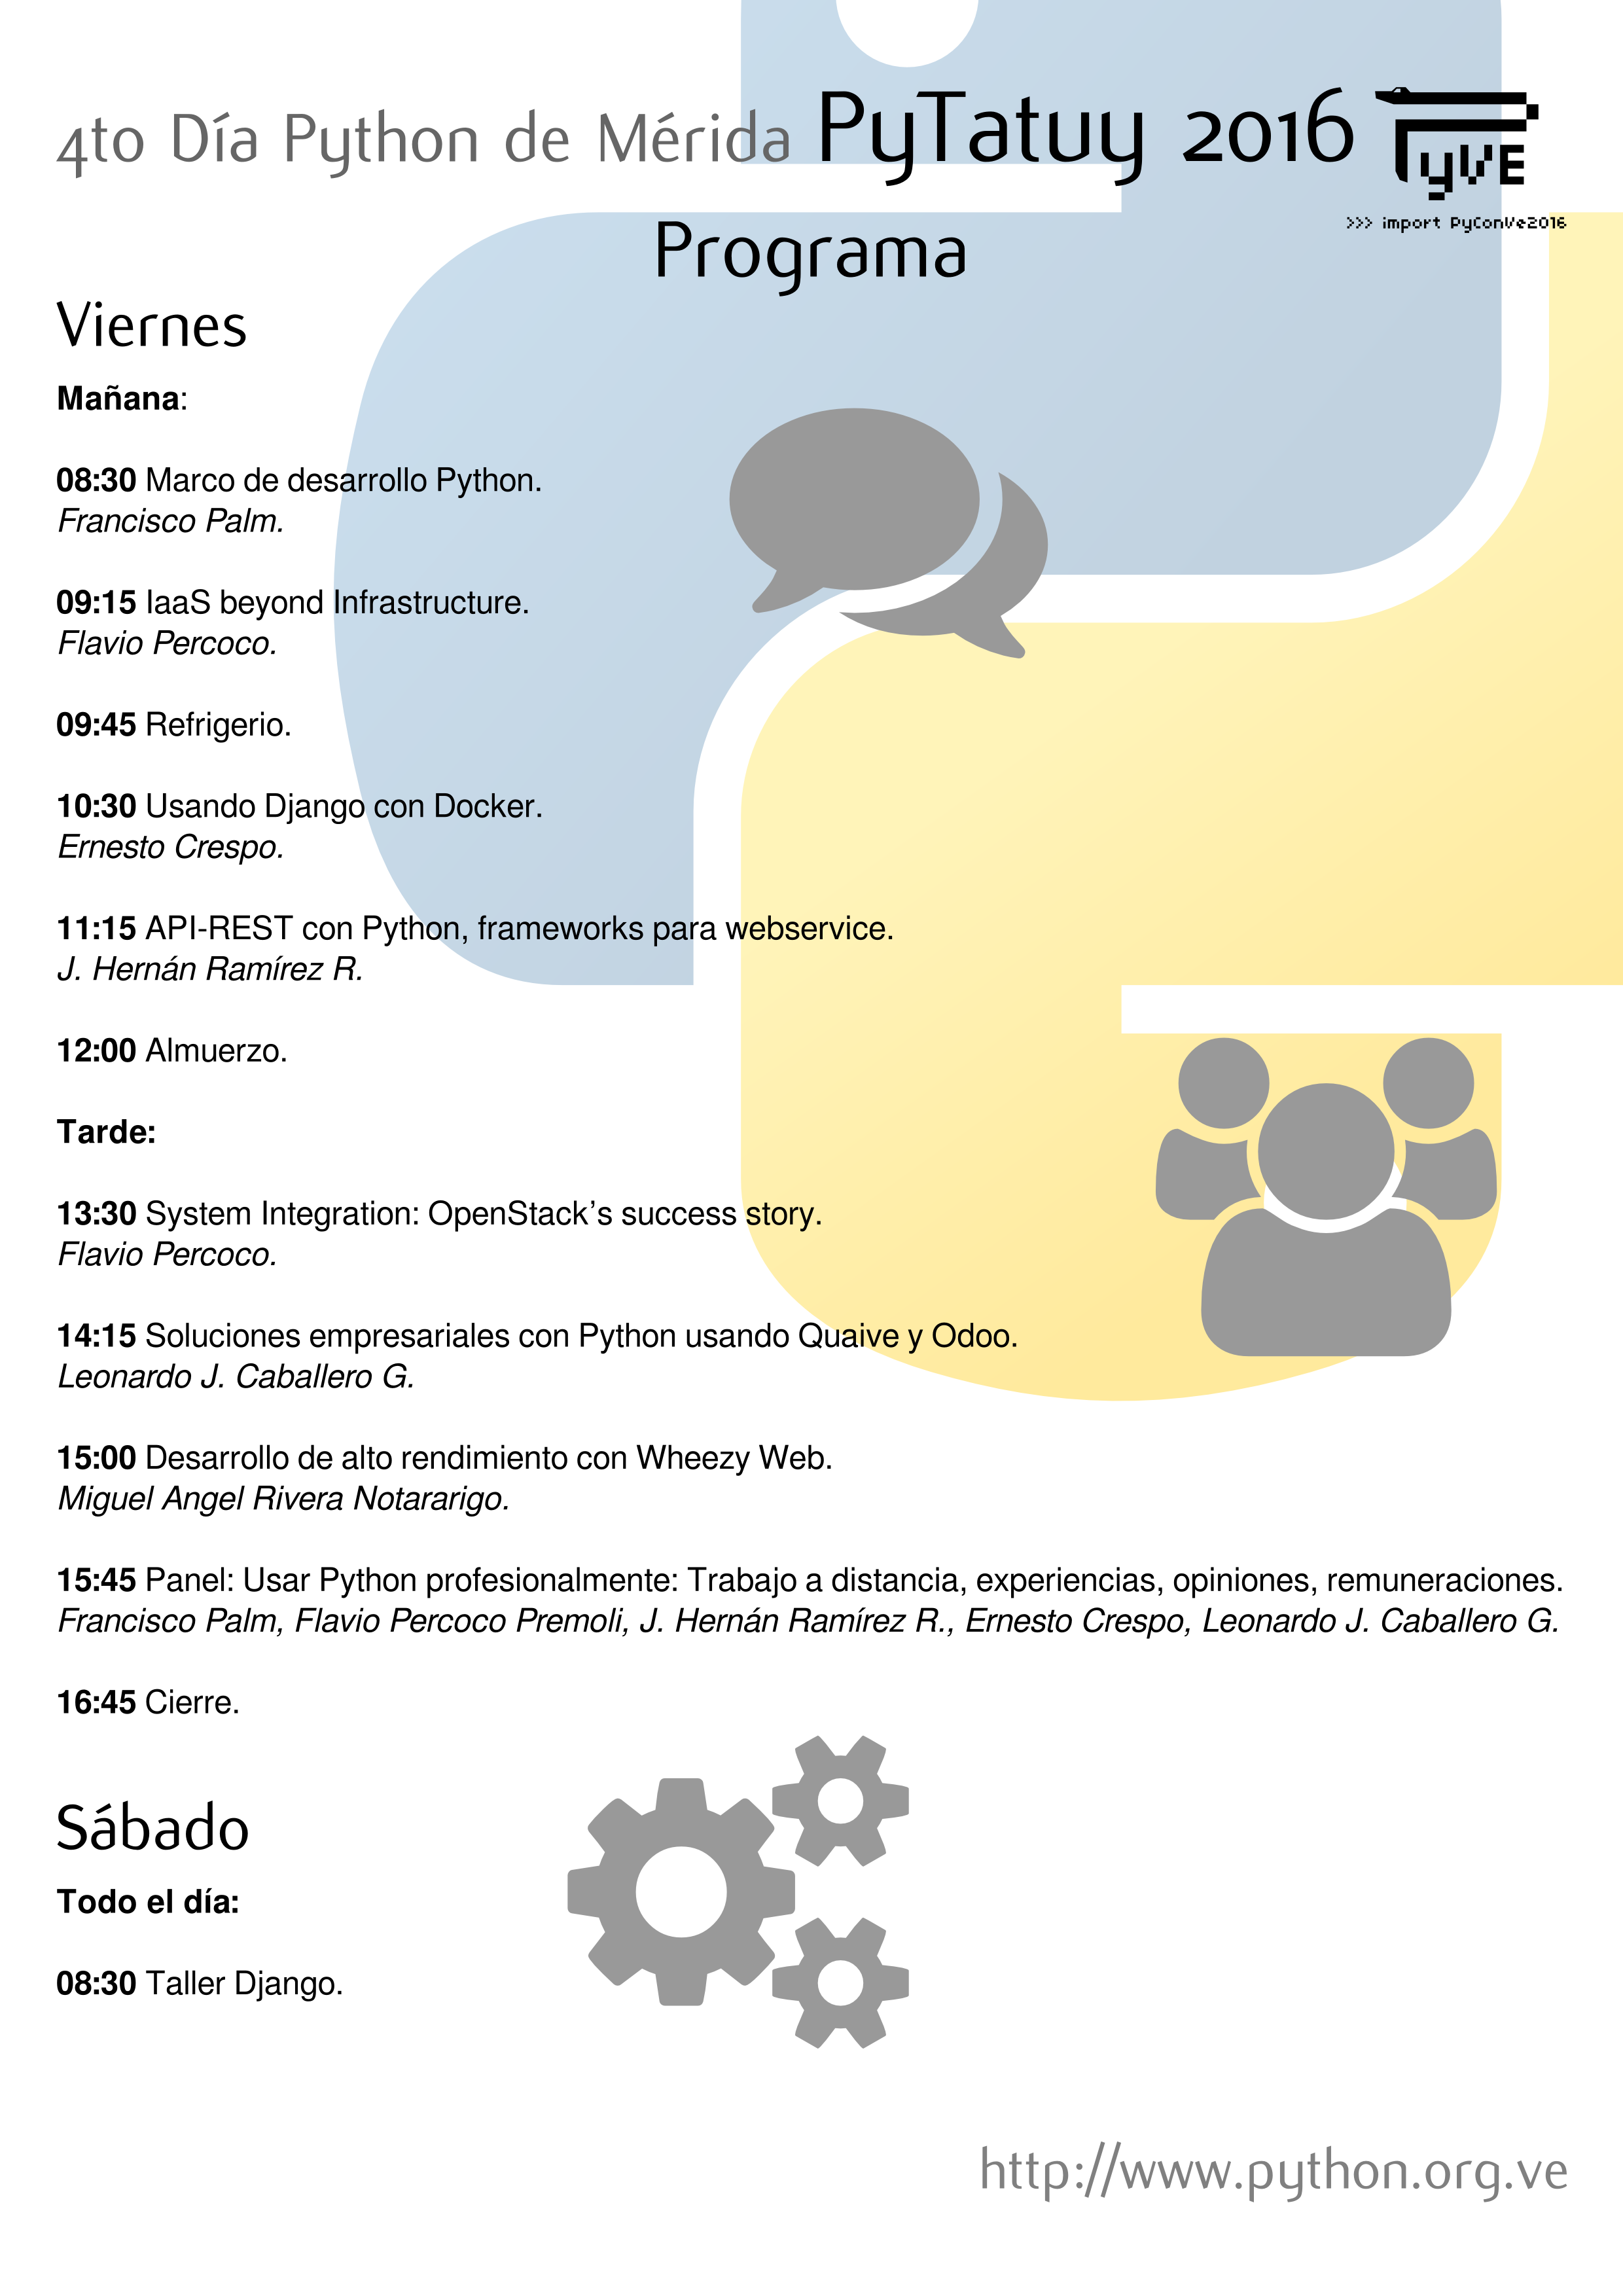 4to Día Python de Mérida PyTatuy 2016
yVE
>>> import PyConVe2016
Programa
Viernes
Mañana:
08:30 Marco de desarrollo Python.
Francisco Palm.
09:15 IaaS beyond Infrastructure.
Flavio Percoco.
09:45 Refrigerio.
10:30 Usando Django con Docker.
Ernesto Crespo.
11:15 API-REST con Python, frameworks para webservice.
J. Hernán Ramírez R.
12:00 Almuerzo.
Tarde:
13:30 System Integration: OpenStack’s success story.
Flavio Percoco.
14:15 Soluciones empresariales con Python usando Quaive y Odoo.
Leonardo J. Caballero G.
15:00 Desarrollo de alto rendimiento con Wheezy Web.
Miguel Angel Rivera Notararigo.
15:45 Panel: Usar Python profesionalmente: Trabajo a distancia, experiencias, opiniones, remuneraciones.
Francisco Palm, Flavio Percoco Premoli, J. Hernán Ramírez R., Ernesto Crespo, Leonardo J. Caballero G.
16:45 Cierre.
Sábado
Todo el día:
08:30 Taller Django.
http://www.python.org.ve